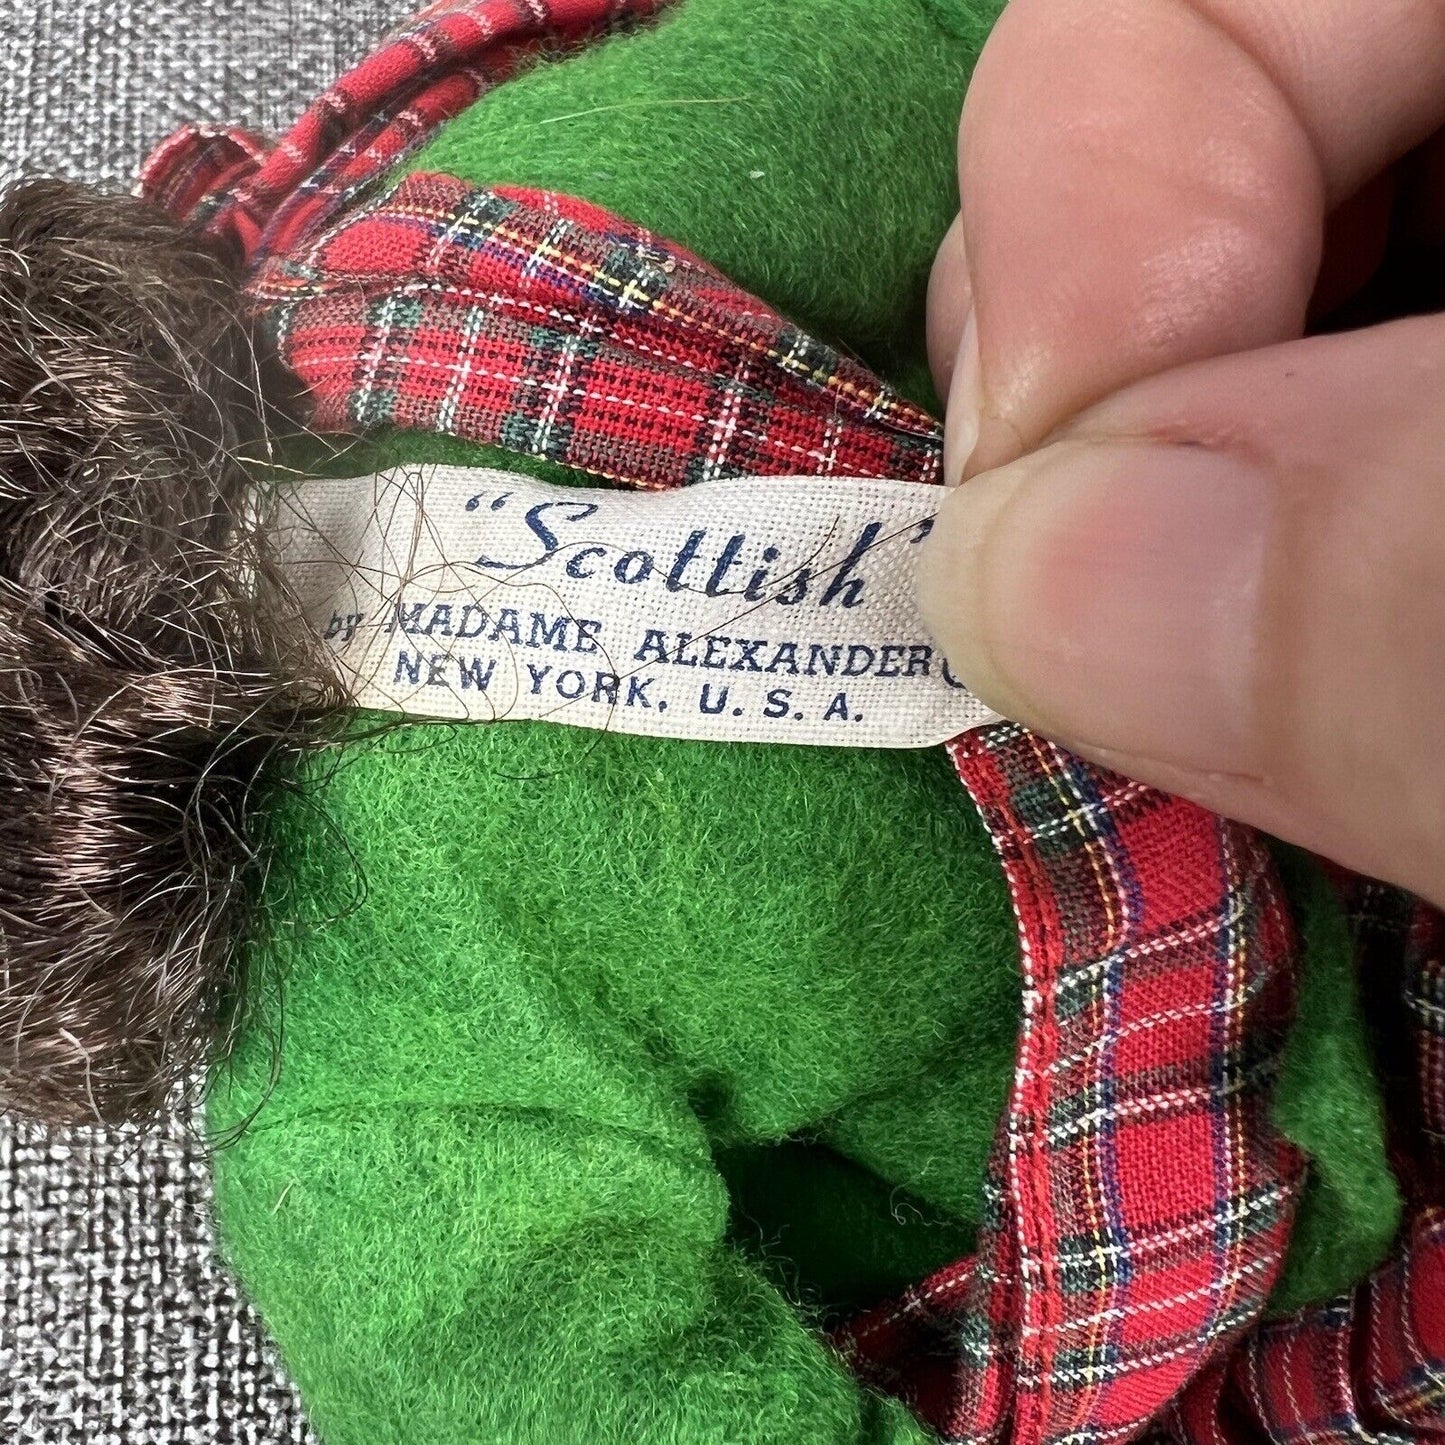 "Scottish"
by MADAME ALEXANDER
NEW YORK, U.S.A.